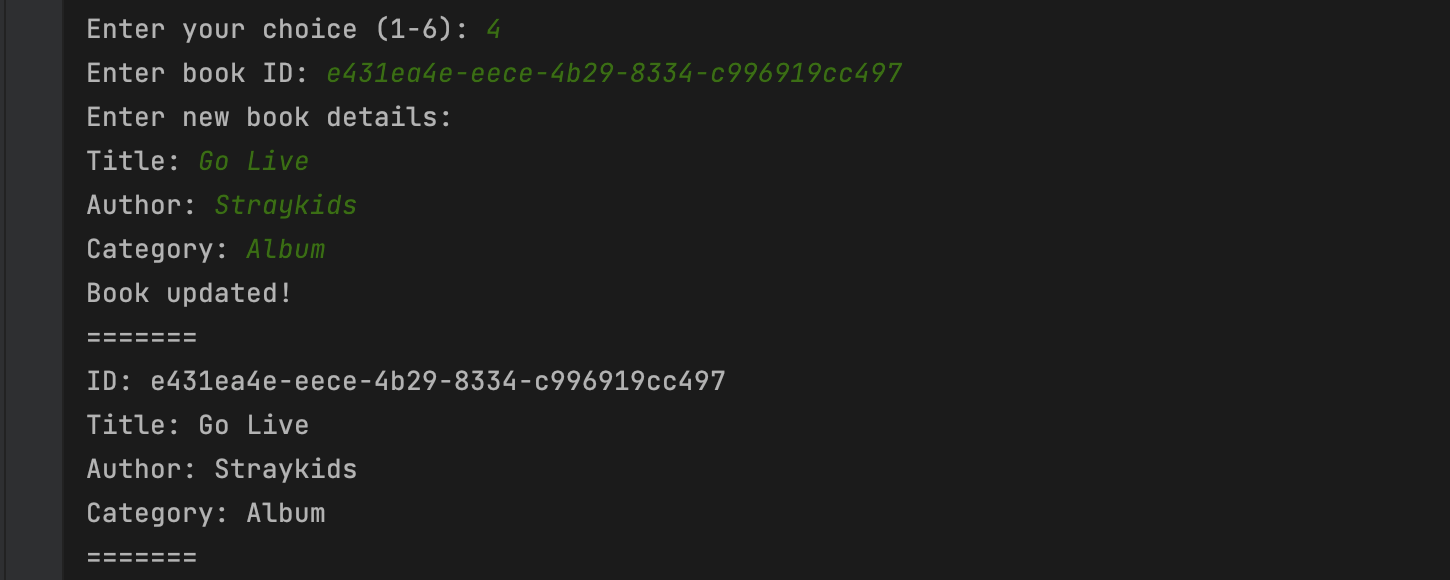 Enter your choice (1-6): 4
Enter book ID: e431ea4e-eece-4b29-8334-c996919cc497
Enter new book details:
Title: Go Live
Author: Straykids
Category: Album
Book updated!
=======
ID: e431ea4e-eece-4b29-8334-c996919cc497
Title: Go Live
Author: Straykids
Category: Album
=======